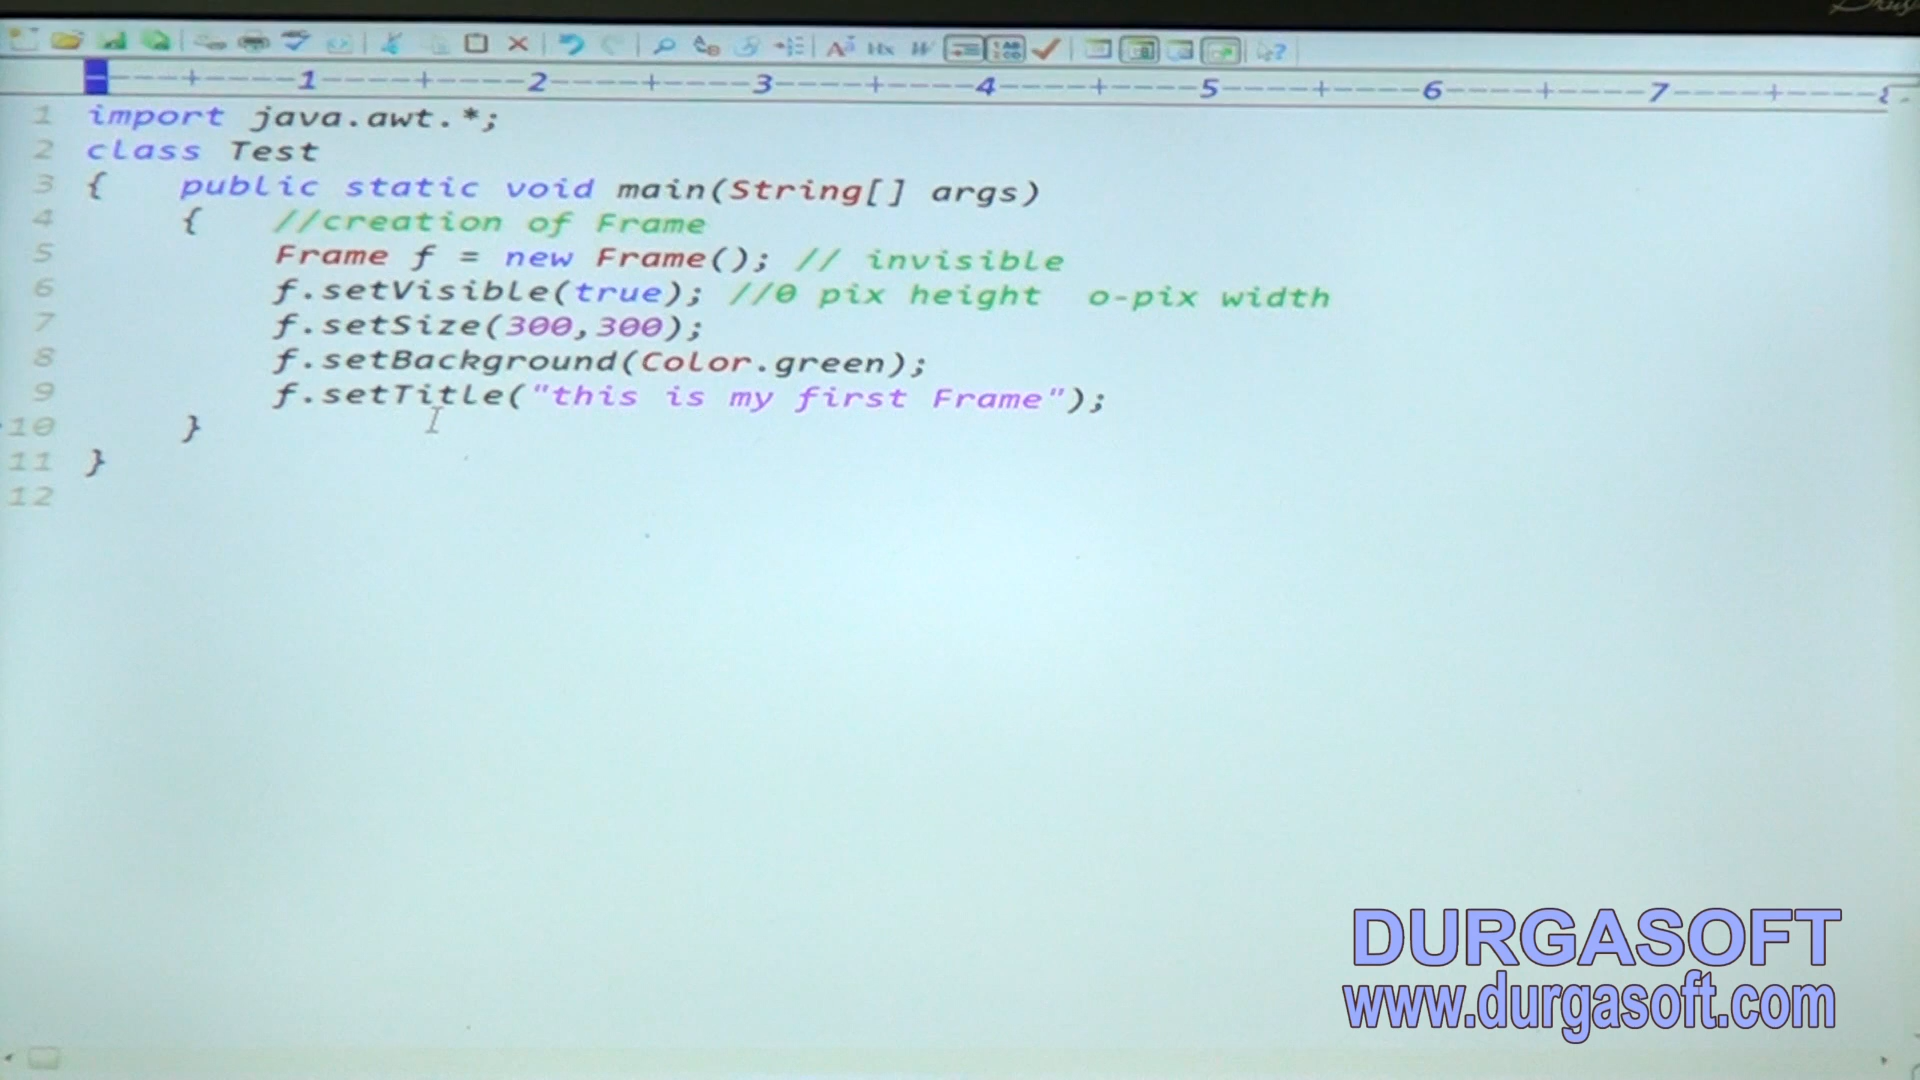 ----+----1----+----2----+----3----+----4----+----5----+----6----+----7----+----
1 import java.awt.*;
2 class Test
3 {    public static void main(String[] args)
4     {    //creation of Frame
5         Frame f = new Frame(); // invisible
6         f.setVisible(true); //0 pix height  o-pix width
7         f.setSize(300,300);
8         f.setBackground(Color.green);
9         f.setTitle("this is my first Frame");
10     }
11 }
12
DURGASOFT
www.durgasoft.com